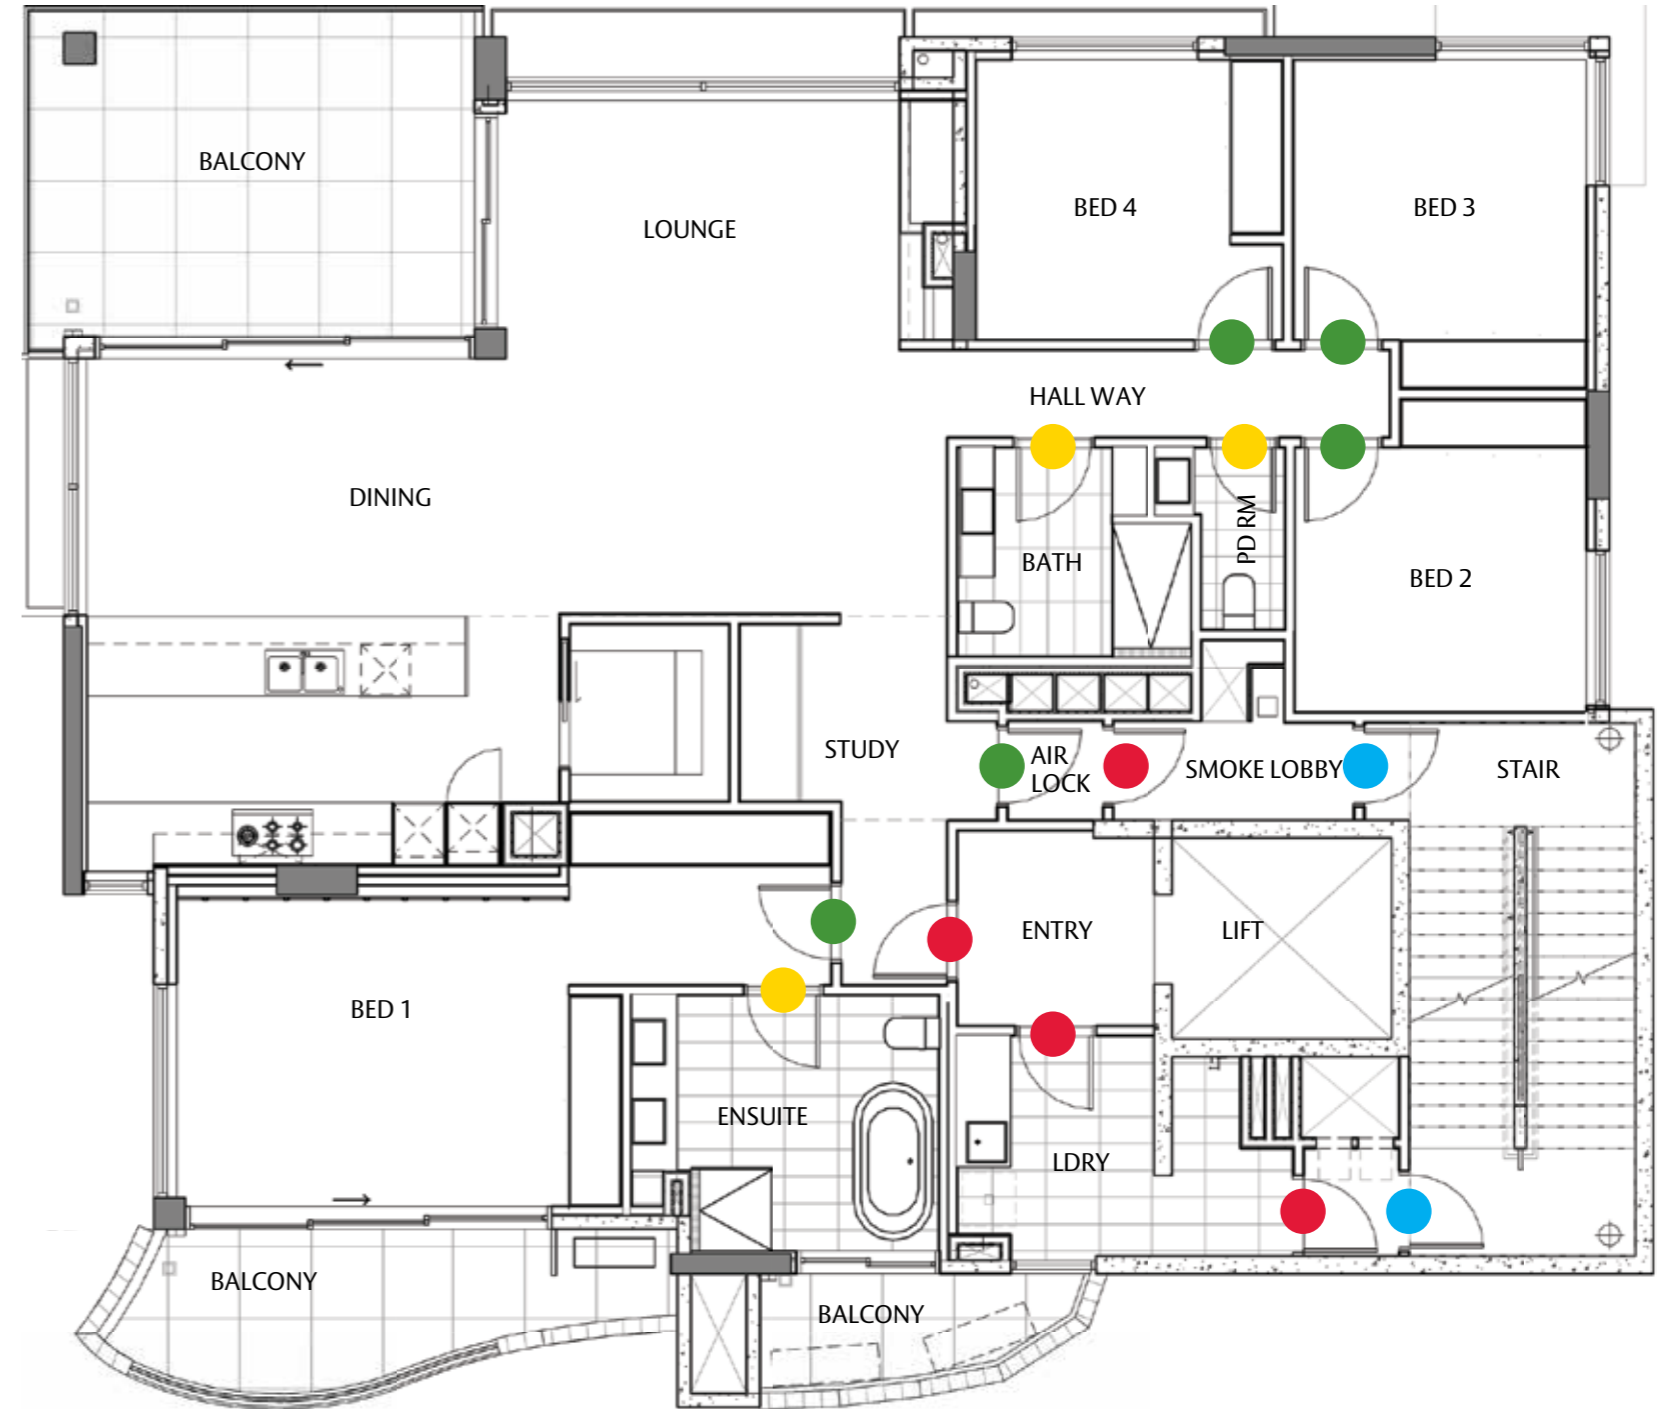 BALCONY
LOUNGE
BED 4
BED 3
HALL WAY
DINING
BATH
PD RM
BED 2
STUDY
AIR
LOCK
SMOKE LOBBY
STAIR
ENTRY
LIFT
BED 1
ENSUITE
LDRY
BALCONY
BALCONY